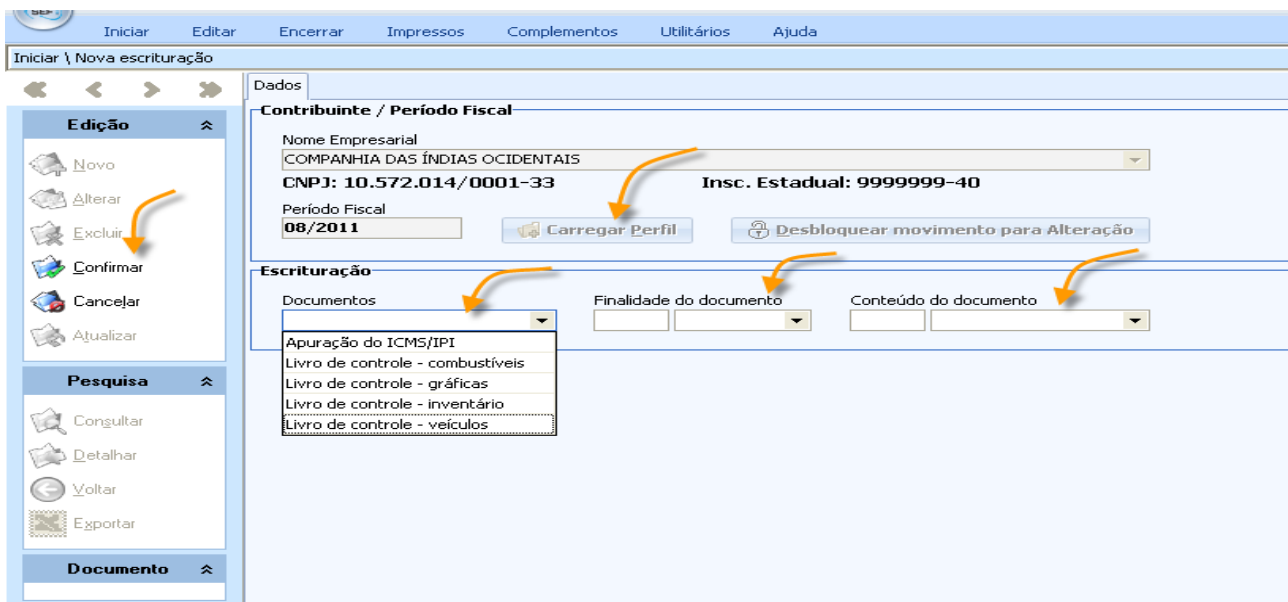 SEF
Iniciar Editar Encerrar Impressos Complementos Utilitários Ajuda
Iniciar \ Nova escrituração
Dados
Edição
Novo
Alterar
Excluir
Confirmar
Cancelar
Atualizar
Pesquisa
Consultar
Detalhar
Voltar
Exportar
Documento
Contribuinte / Período Fiscal
Nome Empresarial
COMPANHIA DAS ÍNDIAS OCIDENTAIS
CNPJ: 10.572.014/0001-33 Insc. Estadual: 9999999-40
Período Fiscal
08/2011 Carregar Perfil Desbloquear movimento para Alteração
Escrituração
Documentos Finalidade do documento Conteúdo do documento
Apuração do ICMS/IPI
Livro de controle - combustíveis
Livro de controle - gráficas
Livro de controle - inventário
Livro de controle - veículos